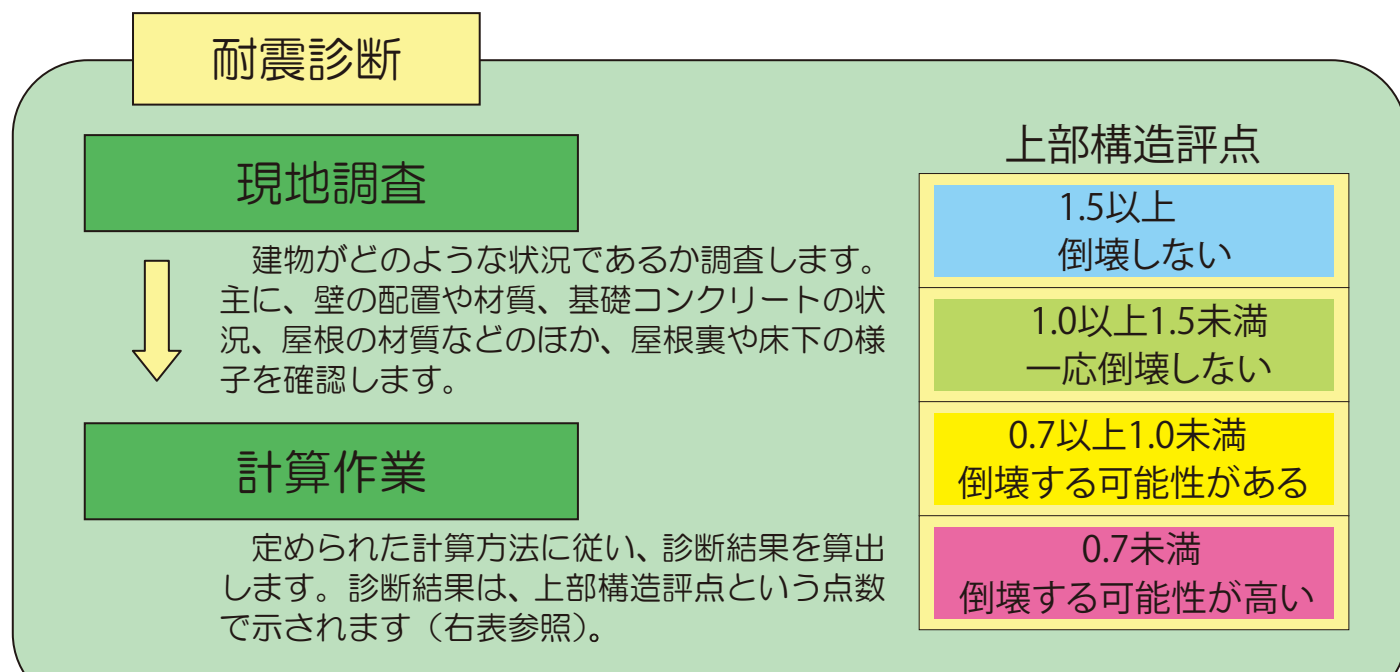 耐震診断
現地調査
建物がどのような状況であるか調査します。
主に、壁の配置や材質、基礎コンクリートの状
況、屋根の材質などのほか、屋根裏や床下の様
子を確認します。
計算作業
定められた計算方法に従い、診断結果を算出
します。診断結果は、上部構造評点という点数
で示されます（右表参照）。
上部構造評点
1.5以上
倒壊しない
1.0以上1.5未満
一応倒壊しない
0.7以上1.0未満
倒壊する可能性がある
0.7未満
倒壊する可能性が高い